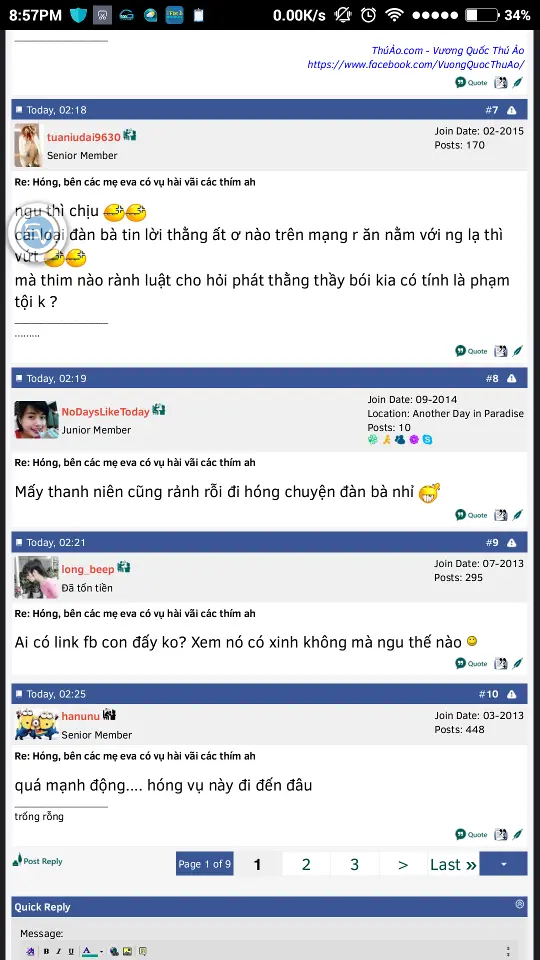 8:57PM 0.00K/s 34%
ThúẢo.com - Vương Quốc Thú Ảo
https://www.facebook.com/VuongQuocThuAo/
Quote
Today, 02:18 #7
tuaniudai9630 Join Date: 02-2015
Senior Member Posts: 170
Re: Hóng, bên các mẹ eva có vụ hài vãi các thím ah
ngu thì chịu
cái loại đàn bà tin lời thằng ất ơ nào trên mạng r ăn nằm với ng lạ thì
vứt
mà thim nào rành luật cho hỏi phát thằng thầy bói kia có tính là phạm
tội k ?
.........
Quote
Today, 02:19 #8
Join Date: 09-2014
NoDaysLikeToday Location: Another Day in Paradise
Junior Member Posts: 10
Re: Hóng, bên các mẹ eva có vụ hài vãi các thím ah
Mấy thanh niên cũng rảnh rỗi đi hóng chuyện đàn bà nhỉ
Quote
Today, 02:21 #9
long_beep Join Date: 07-2013
Đã tốn tiền Posts: 295
Re: Hóng, bên các mẹ eva có vụ hài vãi các thím ah
Ai có link fb con đấy ko? Xem nó có xinh không mà ngu thế nào
Quote
Today, 02:25 #10
hanunu Join Date: 03-2013
Senior Member Posts: 448
Re: Hóng, bên các mẹ eva có vụ hài vãi các thím ah
quá mạnh động.... hóng vụ này đi đến đâu
trống rỗng
Quote
Post Reply Page 1 of 9 1 2 3 > Last »
Quick Reply
Message:
B I U A